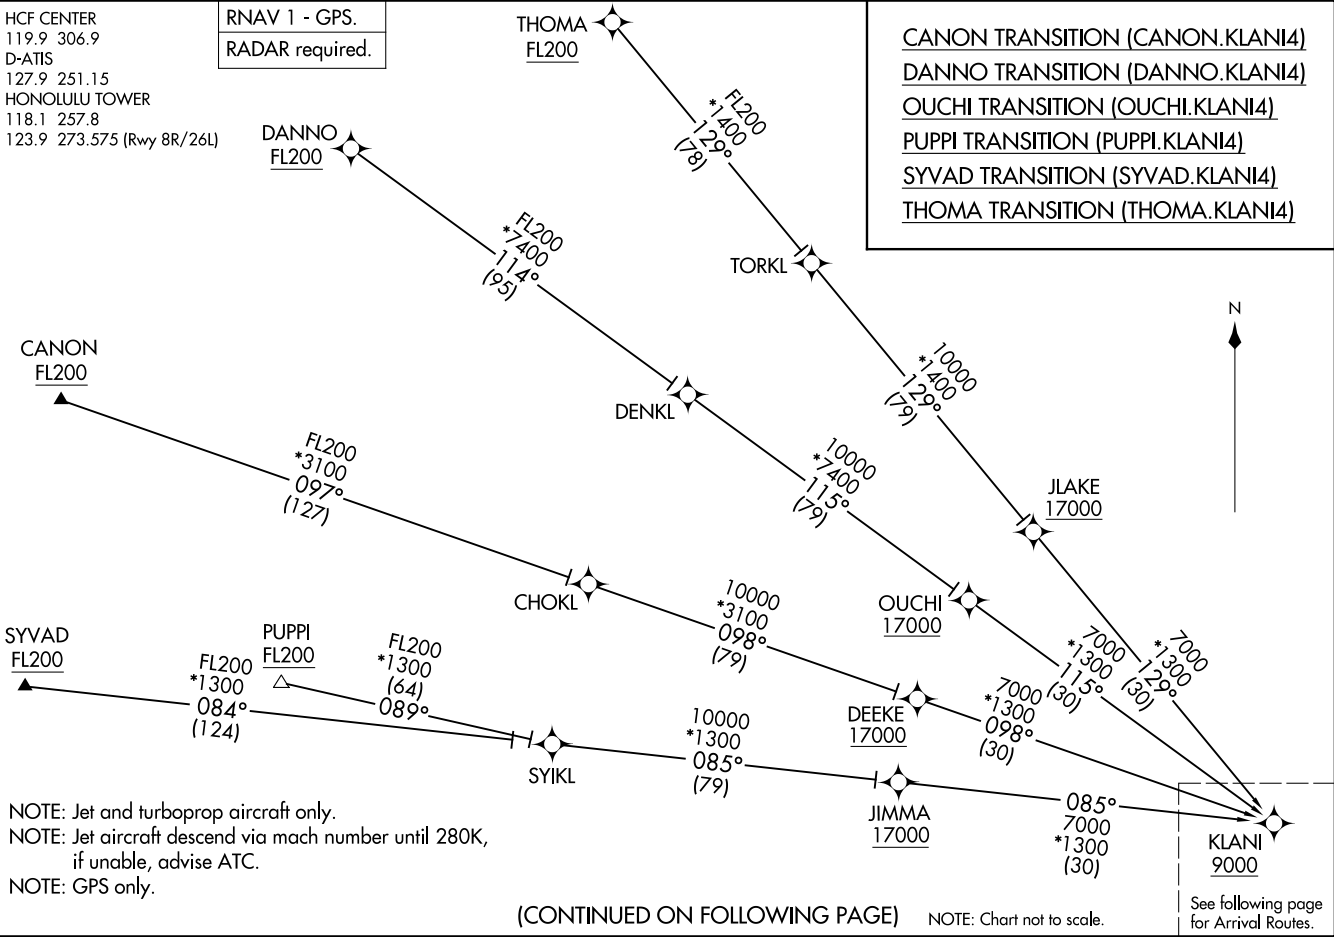 HCF CENTER
119.9 306.9
D-ATIS
127.9 251.15
HONOLULU TOWER
118.1 257.8
123.9 273.575 (Rwy 8R/26L)
RNAV 1 - GPS.
RADAR required.
CANON TRANSITION (CANON.KLANI4)
DANNO TRANSITION (DANNO.KLANI4)
OUCHI TRANSITION (OUCHI.KLANI4)
PUPPI TRANSITION (PUPPI.KLANI4)
SYVAD TRANSITION (SYVAD.KLANI4)
THOMA TRANSITION (THOMA.KLANI4)
THOMA
FL200
FL200
*1400
129°
(78)
TORKL
10000
*1400
129°
(79)
JLAKE
17000
7000
*1300
129°
(30)
DANNO
FL200
FL200
*7400
114°
(95)
DENKL
10000
*7400
115°
(79)
OUCHI
17000
7000
*1300
115°
(30)
CANON
FL200
FL200
*3100
097°
(127)
CHOKL
10000
*3100
098°
(79)
DEEKE
17000
7000
*1300
098°
(30)
SYVAD
FL200
FL200
*1300
084°
(124)
PUPPI
FL200
FL200
*1300
(64)
089°
SYIKL
10000
*1300
085°
(79)
JIMMA
17000
085°
7000
*1300
(30)
KLANI
9000
See following page
for Arrival Routes.
N
NOTE: Jet and turboprop aircraft only.
NOTE: Jet aircraft descend via mach number until 280K,
if unable, advise ATC.
NOTE: GPS only.
(CONTINUED ON FOLLOWING PAGE)
NOTE: Chart not to scale.